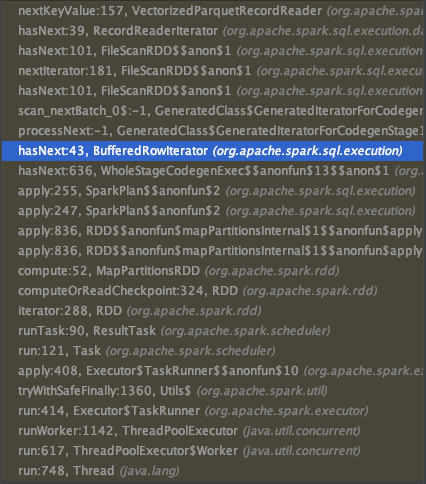 nextKeyValue:157, VectorizedParquetRecordReader (org.apache.spa
hasNext:39, RecordReaderIterator (org.apache.spark.sql.execution.da
hasNext:101, FileScanRDD$$anon$1 (org.apache.spark.sql.execution
nextIterator:181, FileScanRDD$$anon$1 (org.apache.spark.sql.execu
hasNext:101, FileScanRDD$$anon$1 (org.apache.spark.sql.execution
scan_nextBatch_0$:-1, GeneratedClass$GeneratedIteratorForCodegen
processNext:-1, GeneratedClass$GeneratedIteratorForCodegenStage1
hasNext:43, BufferedRowIterator (org.apache.spark.sql.execution)
hasNext:636, WholeStageCodegenExec$$anonfun$13$$anon$1 (org.a
apply:255, SparkPlan$$anonfun$2 (org.apache.spark.sql.execution)
apply:247, SparkPlan$$anonfun$2 (org.apache.spark.sql.execution)
apply:836, RDD$$anonfun$mapPartitionsInternal$1$$anonfun$apply
apply:836, RDD$$anonfun$mapPartitionsInternal$1$$anonfun$apply
compute:52, MapPartitionsRDD (org.apache.spark.rdd)
computeOrReadCheckpoint:324, RDD (org.apache.spark.rdd)
iterator:288, RDD (org.apache.spark.rdd)
runTask:90, ResultTask (org.apache.spark.scheduler)
run:121, Task (org.apache.spark.scheduler)
apply:408, Executor$TaskRunner$$anonfun$10 (org.apache.spark.ex
tryWithSafeFinally:1360, Utils$ (org.apache.spark.util)
run:414, Executor$TaskRunner (org.apache.spark.executor)
runWorker:1142, ThreadPoolExecutor (java.util.concurrent)
run:617, ThreadPoolExecutor$Worker (java.util.concurrent)
run:748, Thread (java.lang)